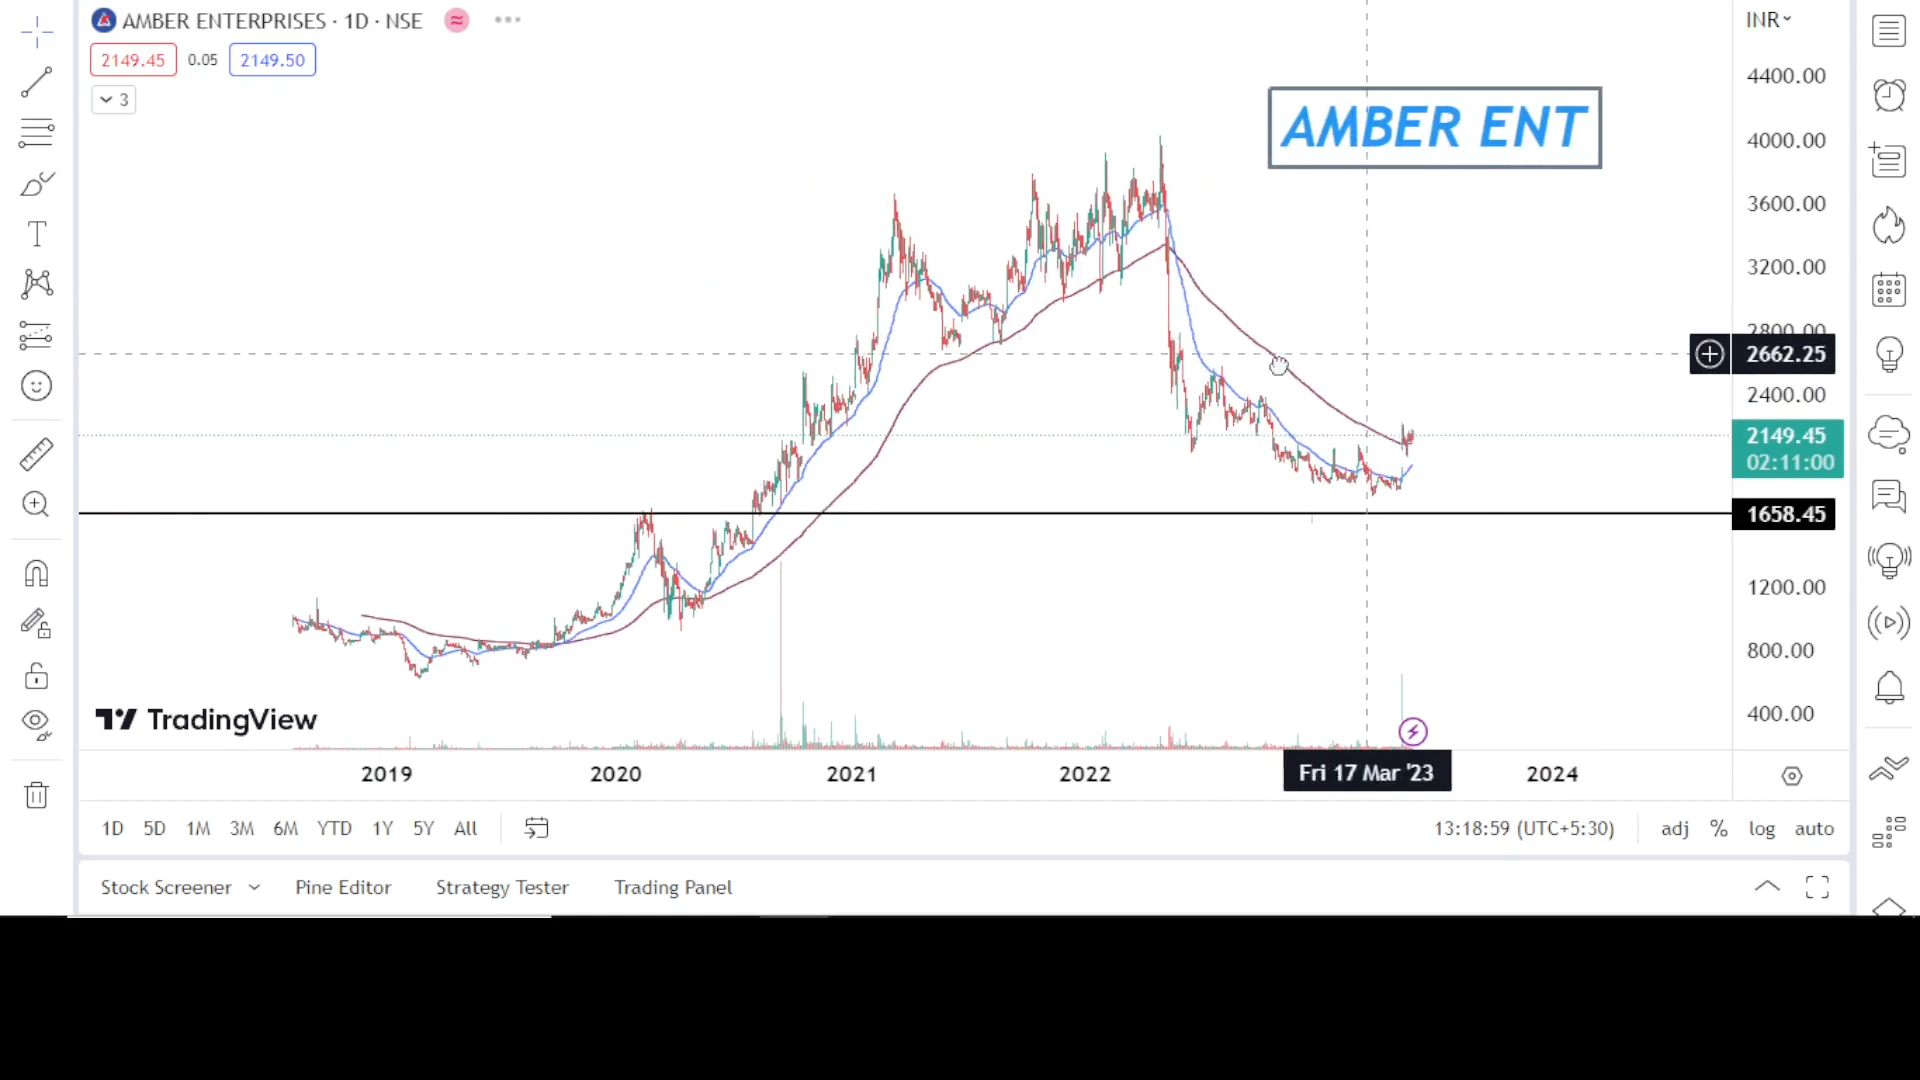 AMBER ENTERPRISES · 1D · NSE
INR
2149.45 0.05 2149.50
3
AMBER ENT
4400.00
4000.00
3600.00
3200.00
2800.00
2662.25
2400.00
2149.45
02:11:00
1658.45
1200.00
800.00
400.00
TradingView
2019 2020 2021 2022 Fri 17 Mar '23 2024
1D 5D 1M 3M 6M YTD 1Y 5Y All 13:18:59 (UTC+5:30) adj % log auto
Stock Screener Pine Editor Strategy Tester Trading Panel